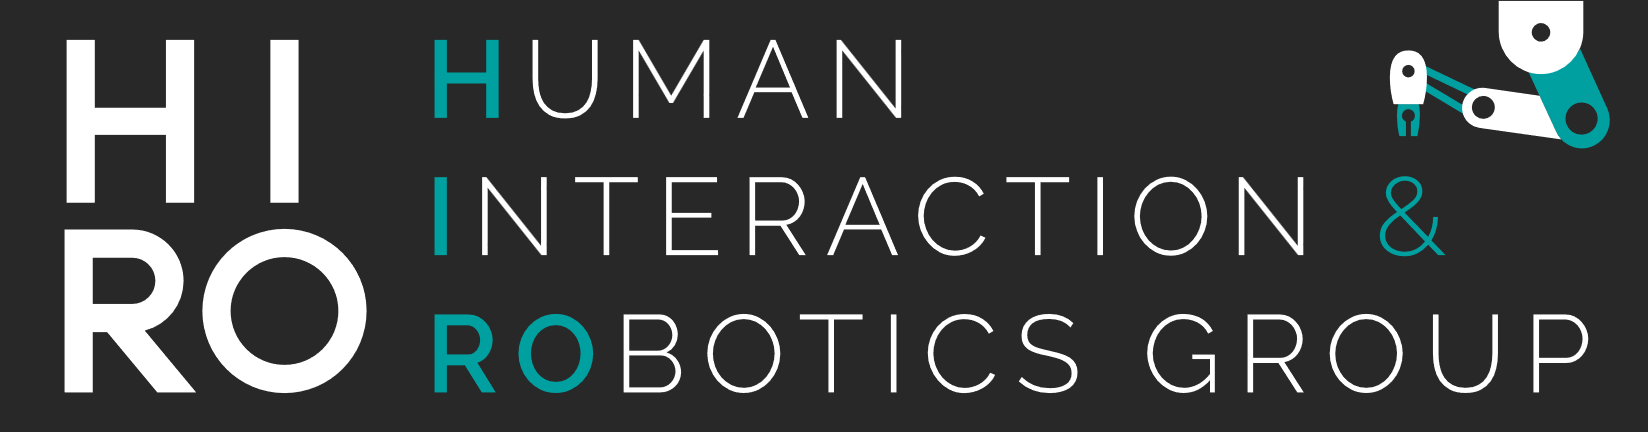 HI
RO
HUMAN
INTERACTION &
ROBOTICS GROUP